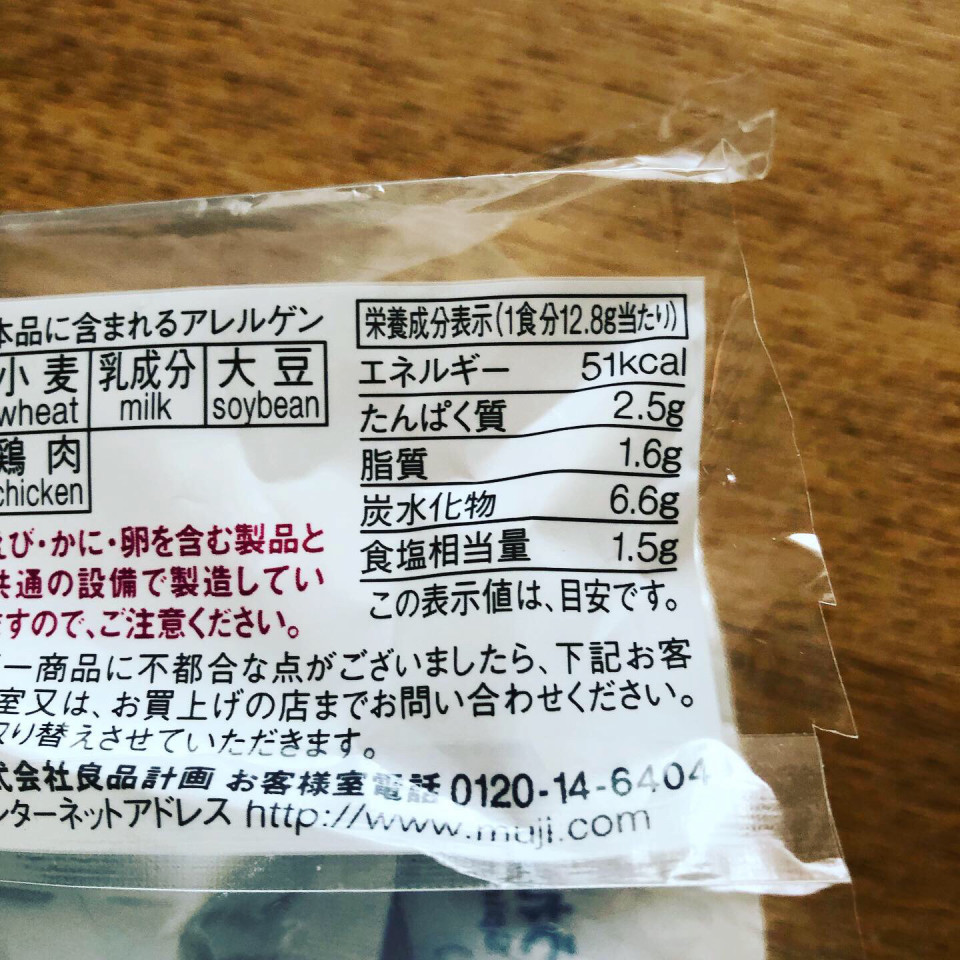 本品に含まれるアレルゲン
小麦 乳成分 大豆
wheat milk soybean
鶏肉
chicken
えび・かに・卵を含む製品と
共通の設備で製造してい
ますので、ご注意ください。
栄養成分表示(1食分12.8g当たり)
エネルギー 51kcal
たんぱく質 2.5g
脂質 1.6g
炭水化物 6.6g
食塩相当量 1.5g
この表示値は、目安です。
一商品に不都合な点がございましたら、下記お客
室又は、お買上げの店までお問い合わせください。
取り替えさせていただきます。
式会社良品計画 お客様室電話 0120-14-6404
ンターネットアドレス http://www.muji.com